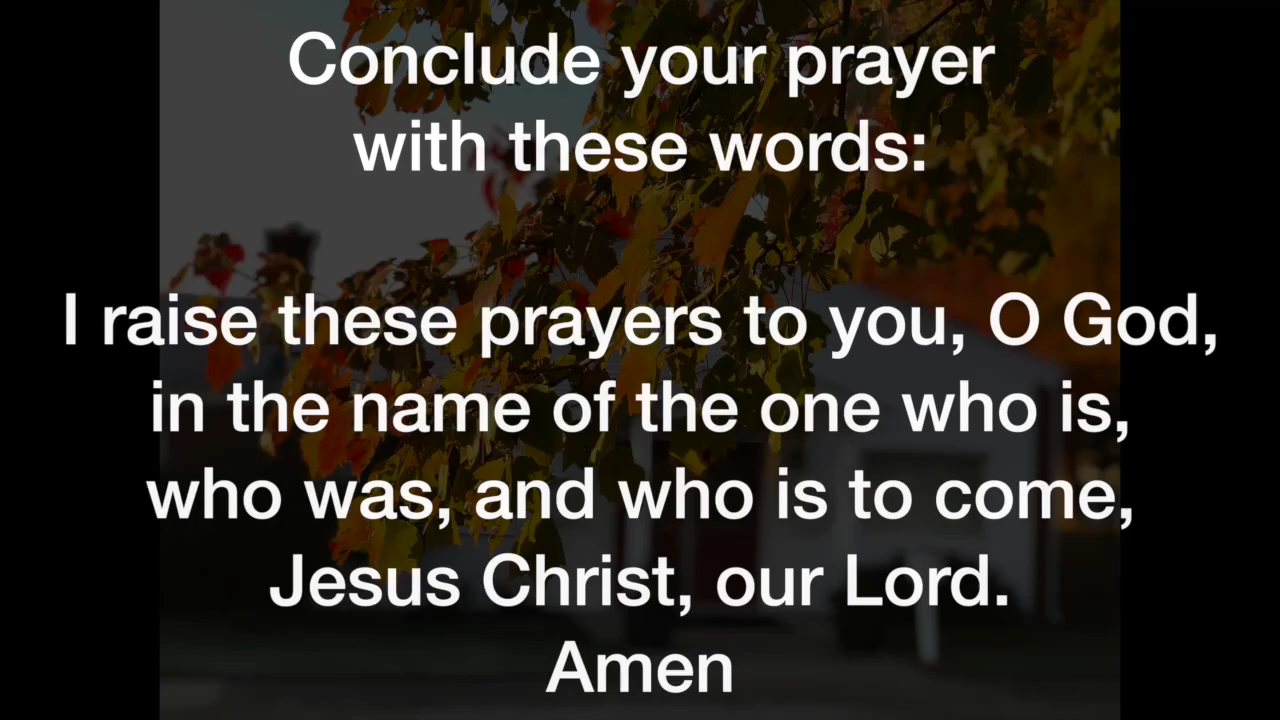 Conclude your prayer
with these words:
I raise these prayers to you, O God,
in the name of the one who is,
who was, and who is to come,
Jesus Christ, our Lord.
Amen